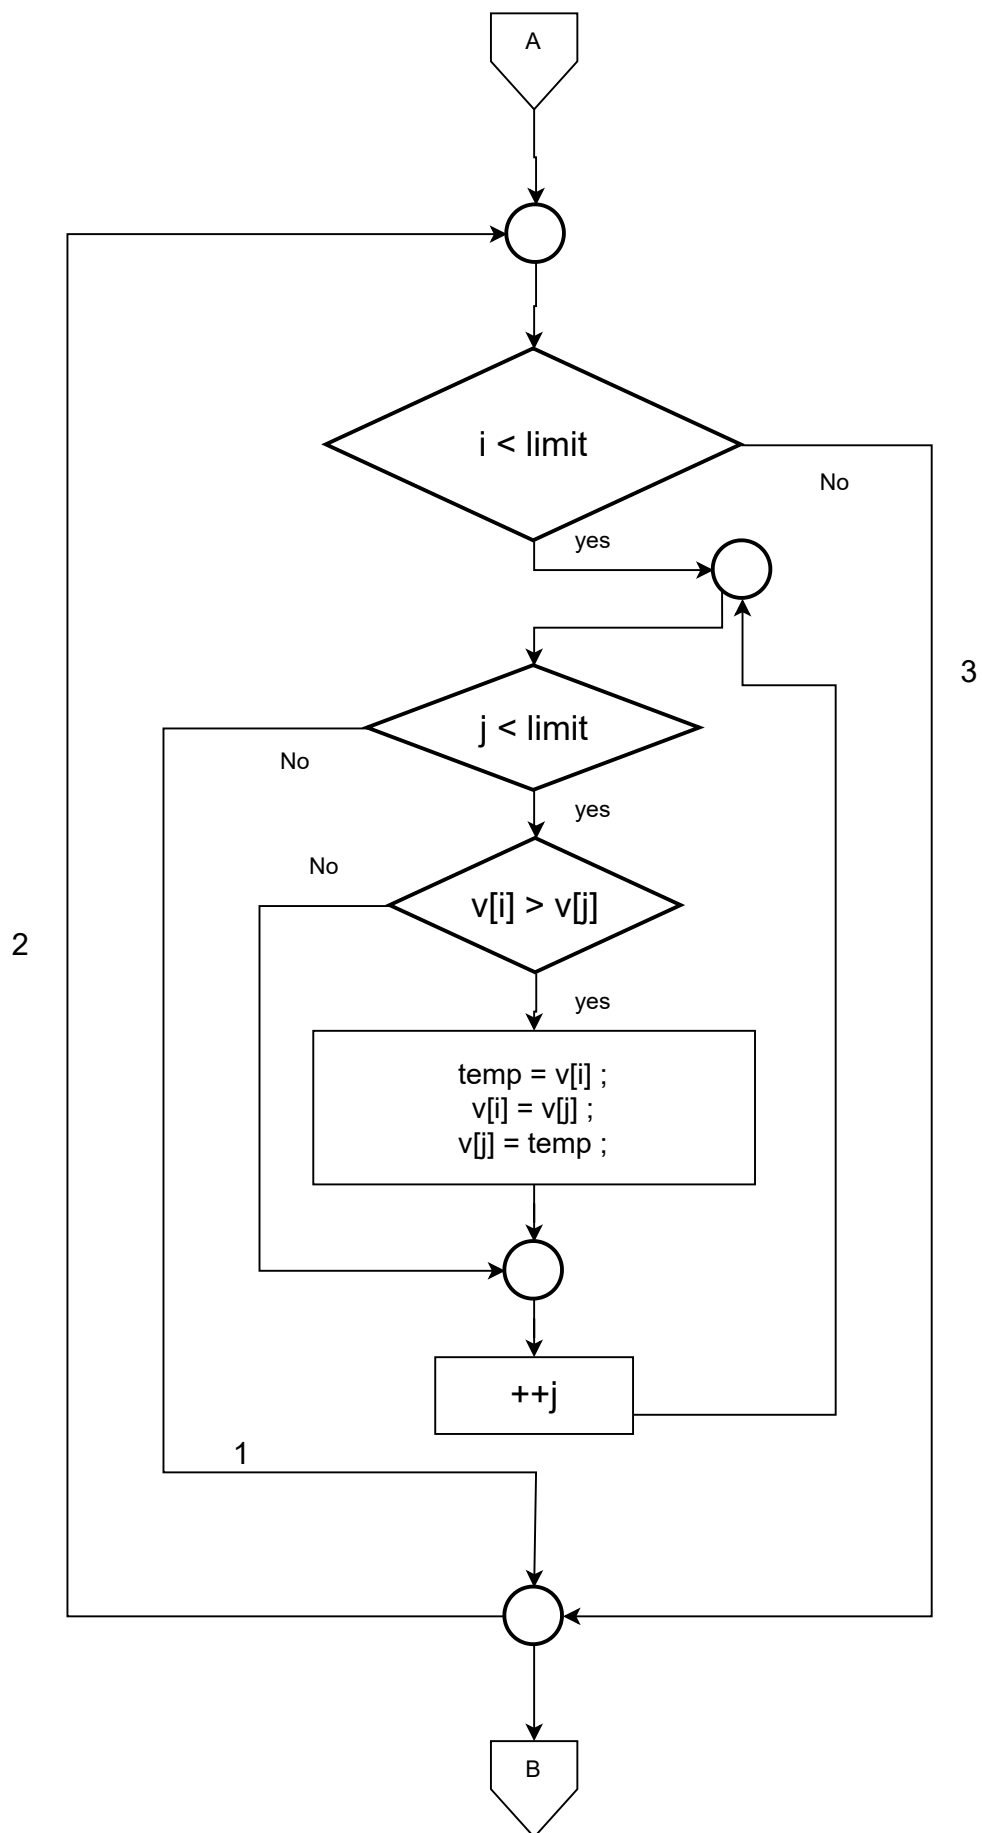 A
i < limit
No
yes
3
j < limit
No
yes
No
v[i] > v[j]
2
yes
temp = v[i] ;
v[i] = v[j] ;
v[j] = temp ;
++j
1
B